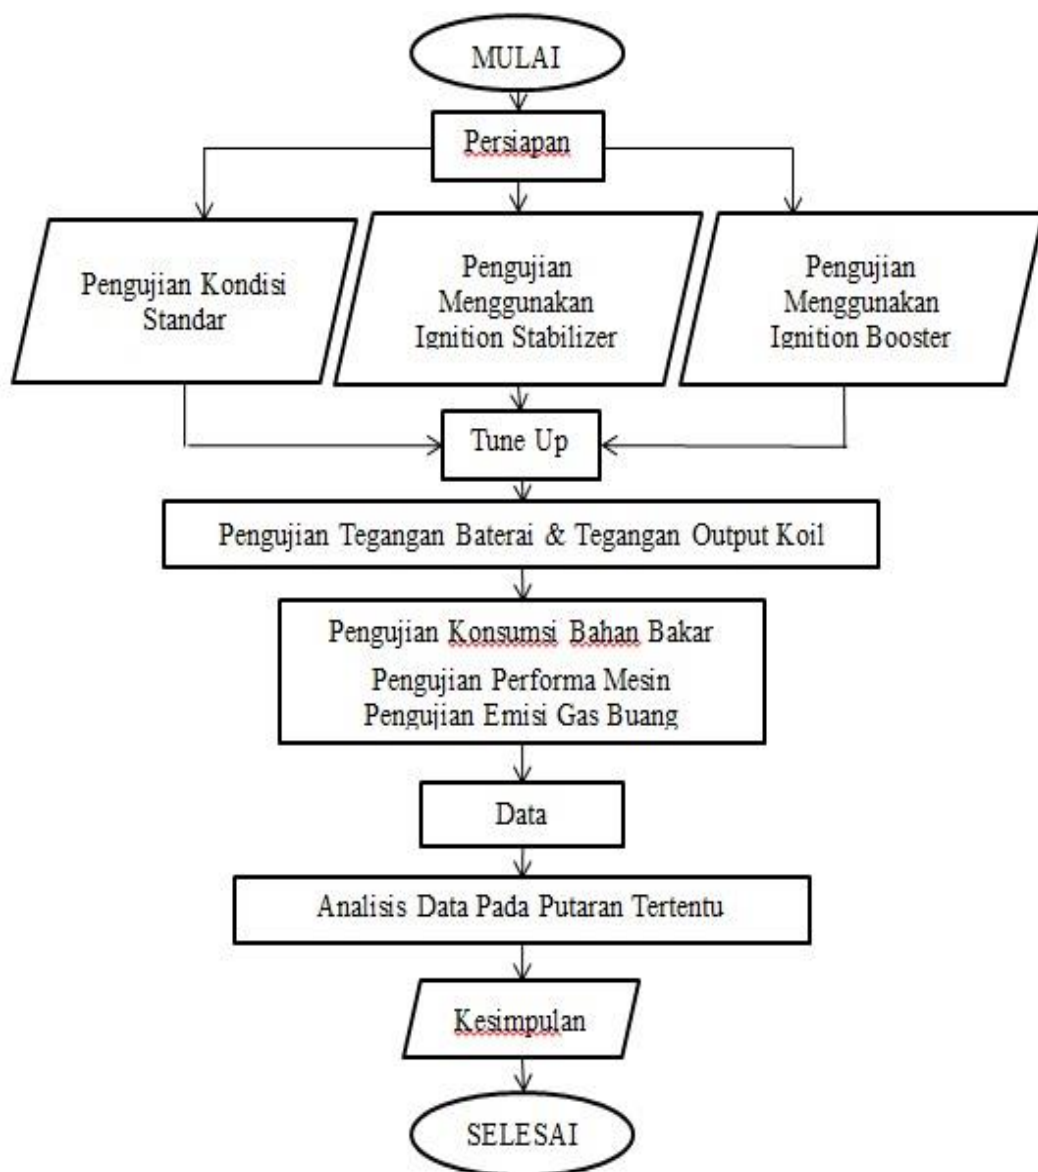 MULAI
Persiapan
Pengujian Kondisi
Standar
Pengujian
Menggunakan
Ignition Stabilizer
Pengujian
Menggunakan
Ignition Booster
Tune Up
Pengujian Tegangan Baterai & Tegangan Output Koil
Pengujian Konsumsi Bahan Bakar
Pengujian Performa Mesin
Pengujian Emisi Gas Buang
Data
Analisis Data Pada Putaran Tertentu
Kesimpulan
SELESAI